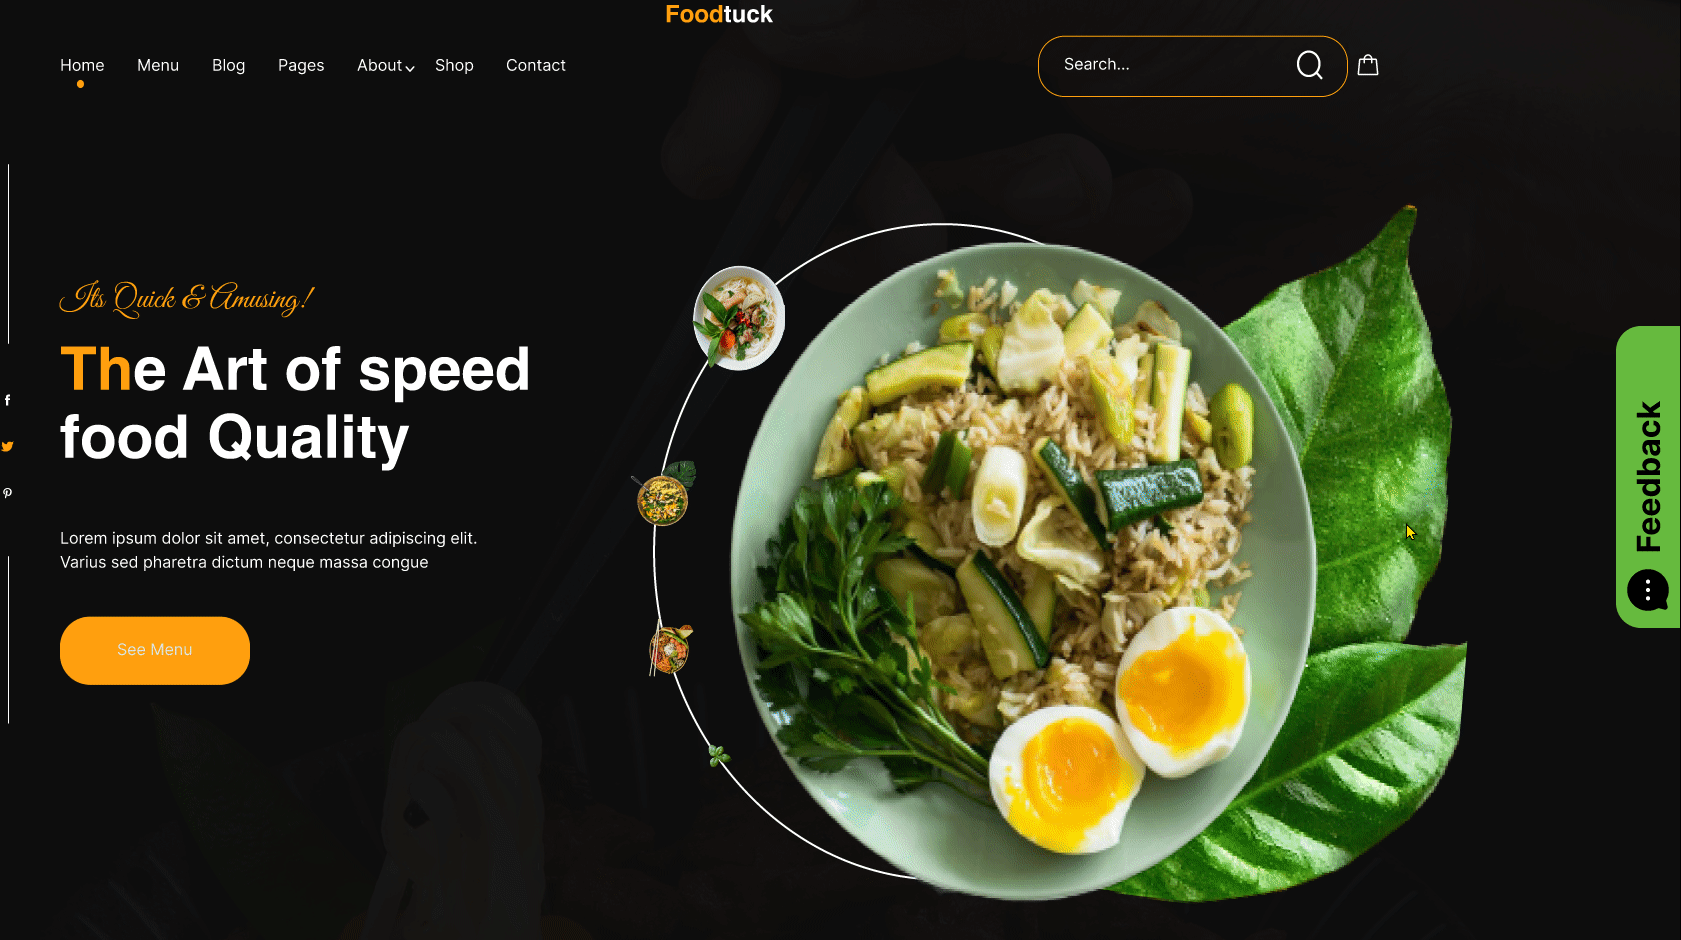 Foodtuck
Home Menu Blog Pages About Shop Contact
Search...
Its Quick & Amusing!
The Art of speed
food Quality
Lorem ipsum dolor sit amet, consectetur adipiscing elit.
Varius sed pharetra dictum neque massa congue
See Menu
Feedback